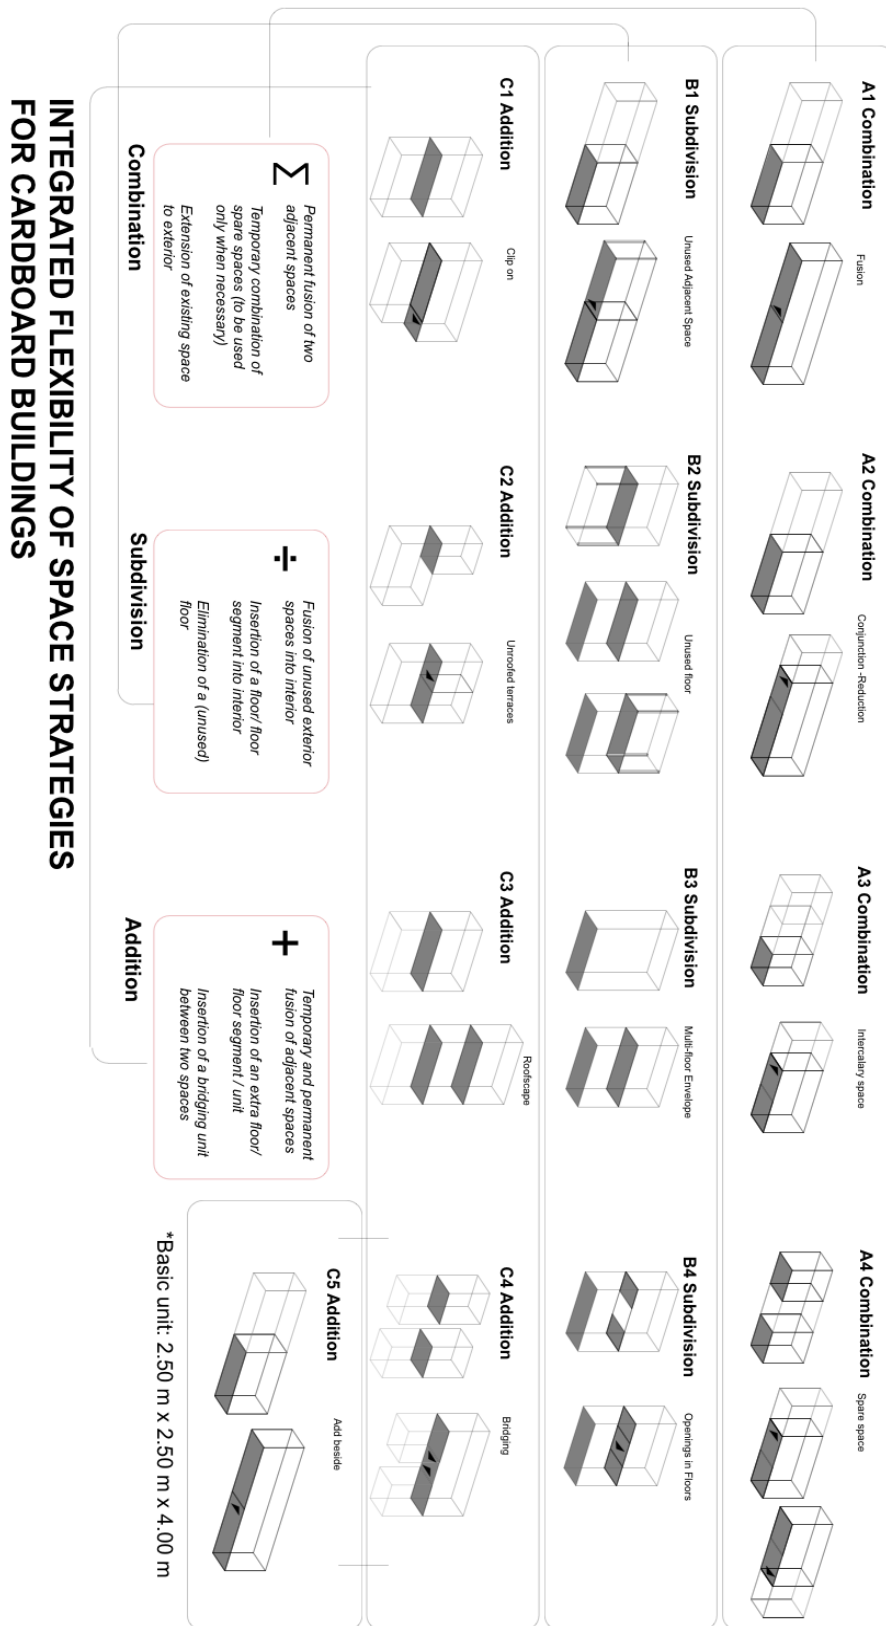 A1 Combination
Fusion
A2 Combination
Conjunction -Reduction
A3 Combination
Intercalary space
A4 Combination
Spare space
B1 Subdivision
Unused Adjacent Space
B2 Subdivision
Unused floor
B3 Subdivision
Multi-floor Envelope
B4 Subdivision
Openings in Floors
C1 Addition
Clip on
C2 Addition
Unroofed terraces
C3 Addition
Roofscape
C4 Addition
Bridging
C5 Addition
Add beside
Σ
Permanent fusion of two
adjacent spaces
Temporary combination of
spare spaces (to be used
only when necessary)
Extension of existing space
to exterior
Combination
÷
Fusion of unused exterior
spaces into interior
Insertion of a floor/ floor
segment into interior
Elimination of a (unused)
floor
Subdivision
+
Temporary and permanent
fusion of adjacent spaces
Insertion of an extra floor/
floor segment / unit
Insertion of a bridging unit
between two spaces
Addition
*Basic unit: 2.50 m x 2.50 m x 4.00 m
INTEGRATED FLEXIBILITY OF SPACE STRATEGIES
FOR CARDBOARD BUILDINGS